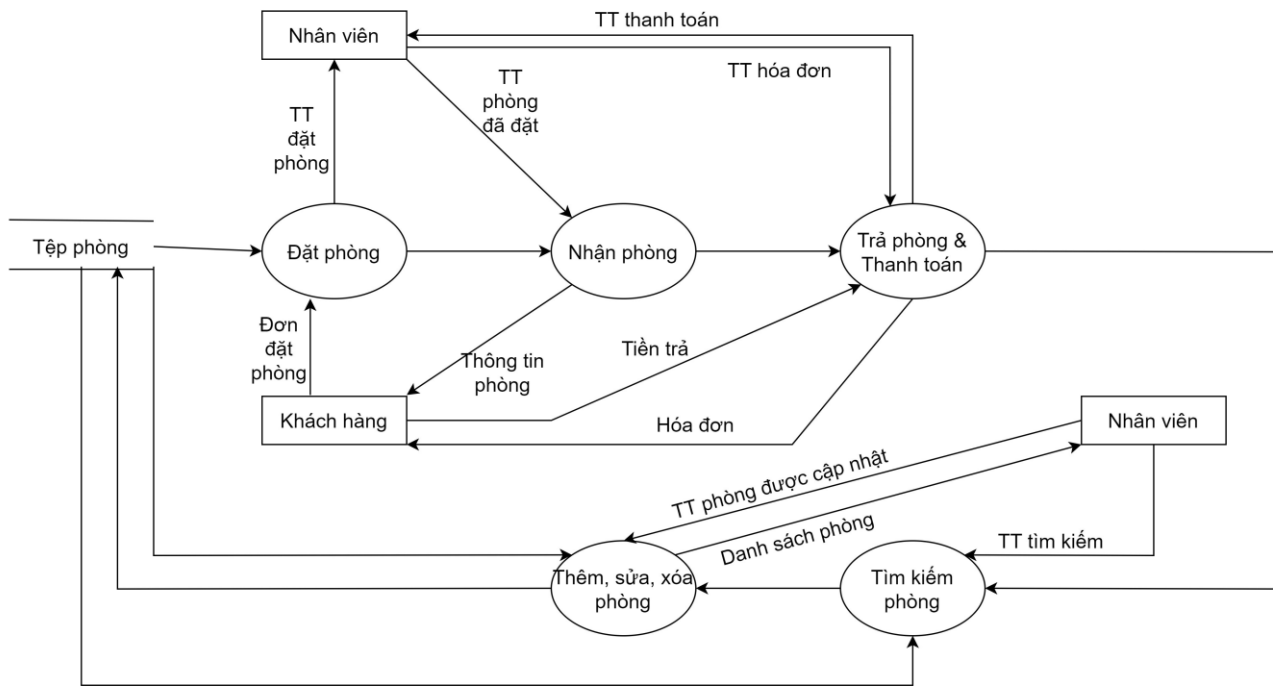 TT thanh toán
Nhân viên
TT hóa đơn
TT
phòng
đã đặt
TT
đặt
phòng
Tệp phòng
Đặt phòng
Nhận phòng
Trả phòng &
Thanh toán
Đơn
đặt
phòng
Thông tin
phòng
Tiền trả
Khách hàng
Hóa đơn
Nhân viên
TT phòng được cập nhật
Danh sách phòng
TT tìm kiếm
Thêm, sửa, xóa
phòng
Tìm kiếm
phòng